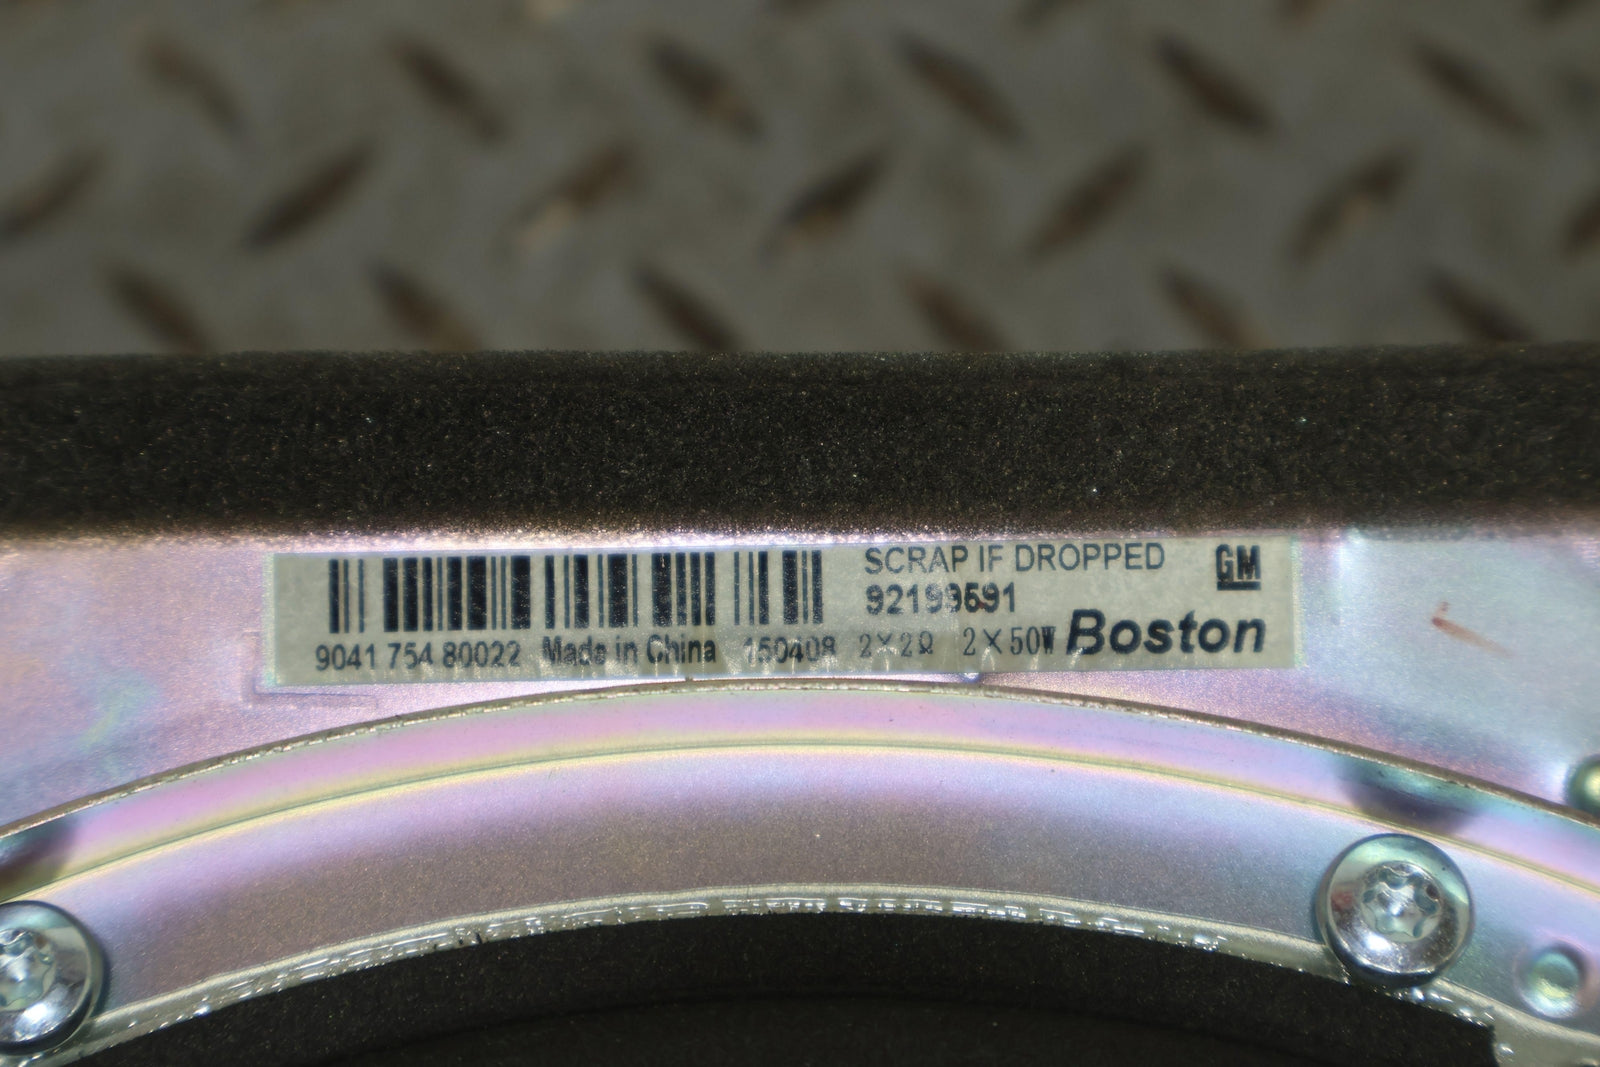 SCRAP IF DROPPED GM
92199591
9041 754 80022 Made in China 150408 2×2Ω 2×50W Boston